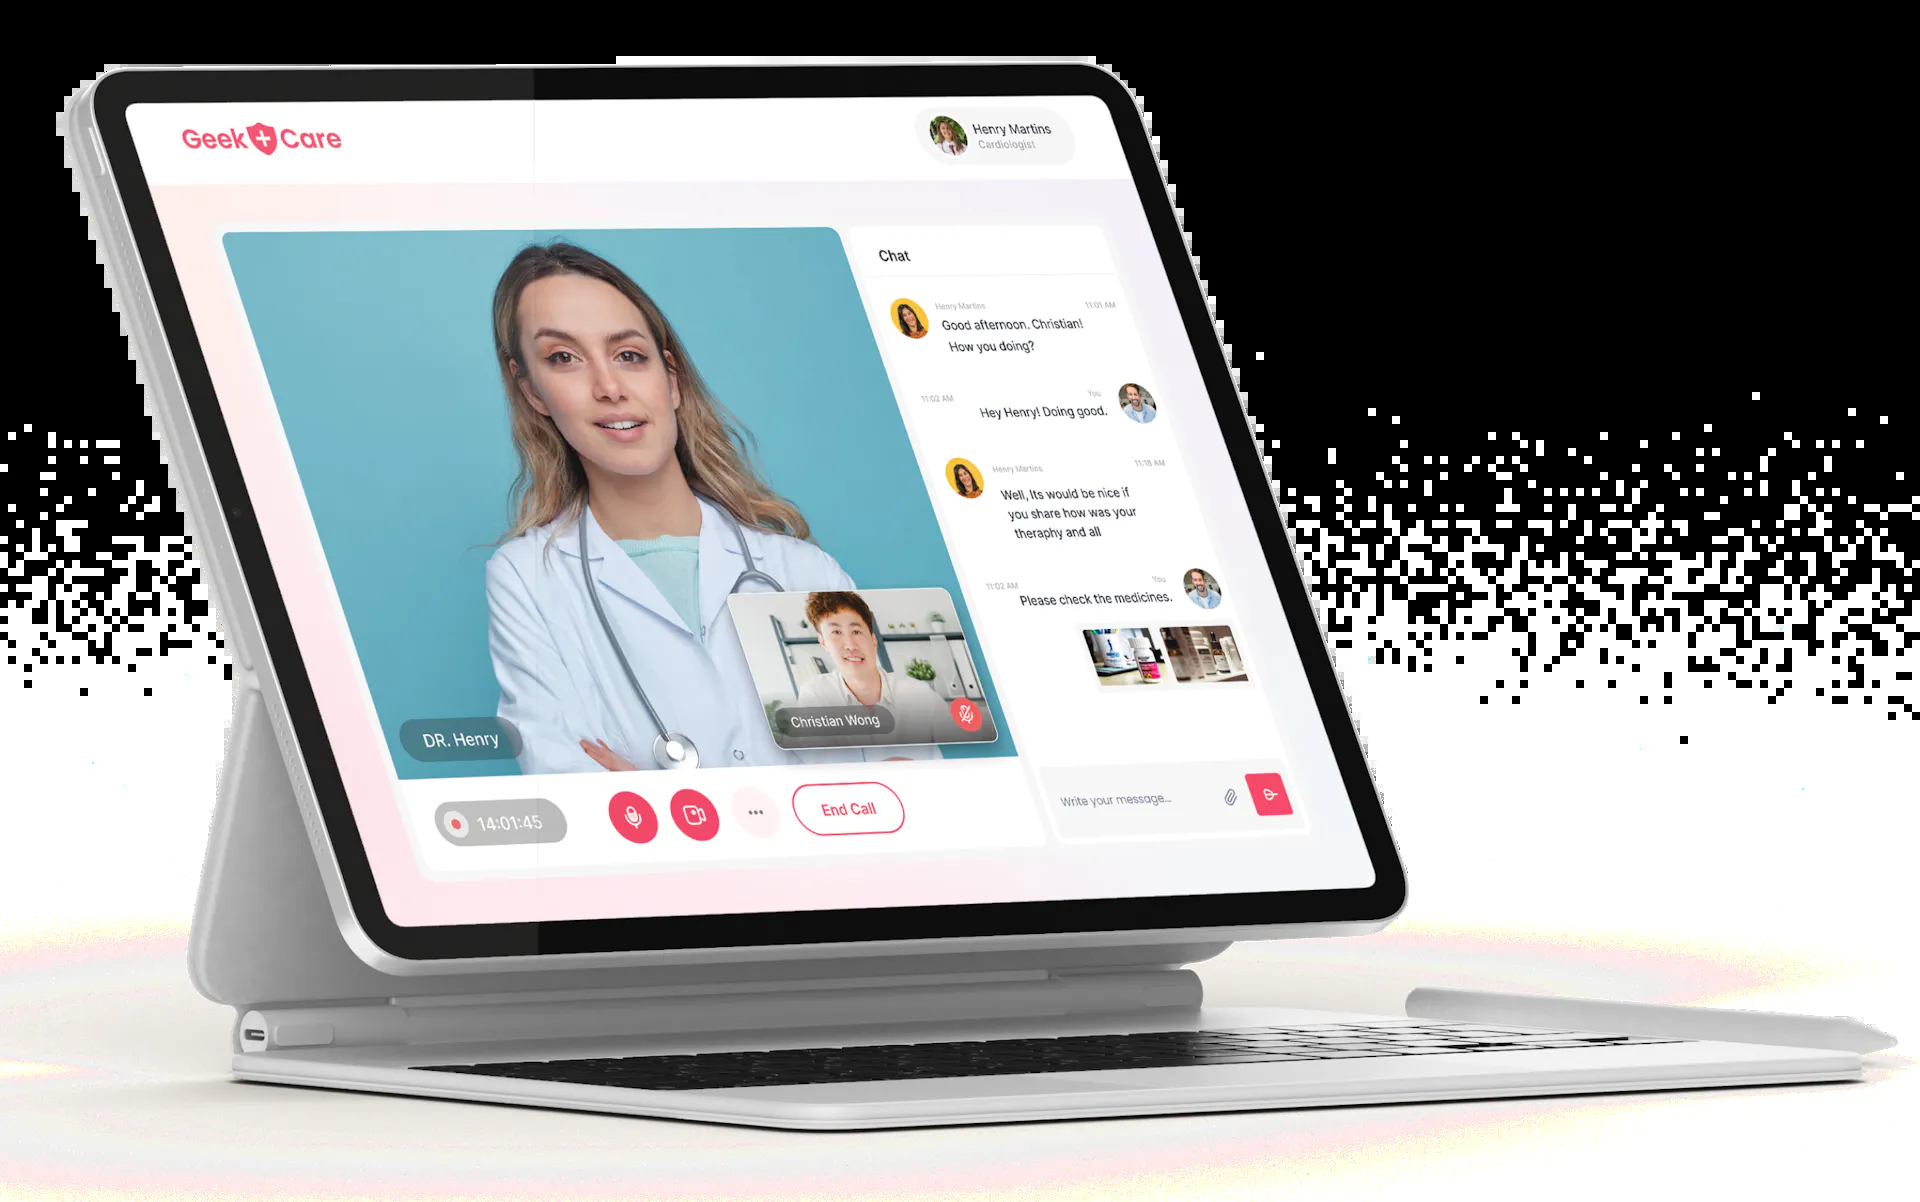 Geek Care
Henry Martins
Cardiologist
Chat
Henry Martins
11:01 AM
Good afternoon. Christian!
How you doing?
11:02 AM
You
Hey Henry! Doing good.
Henry Martins
11:18 AM
Well, Its would be nice if
you share how was your
theraphy and all
11:02 AM
You
Please check the medicines.
DR. Henry
Christian Wong
14:01:45
End Call
Write your message...